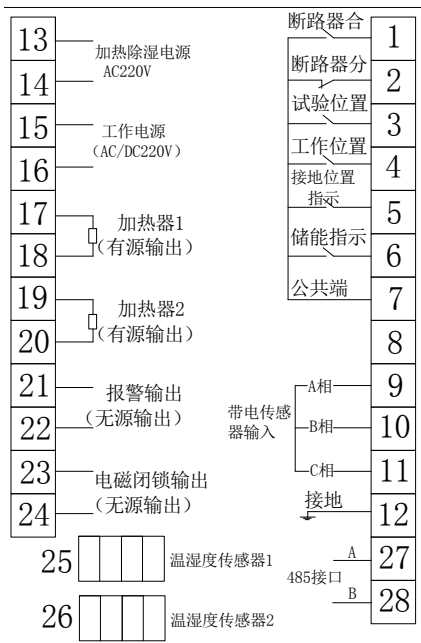 13
加热除湿电源
AC220V
14
15
工作电源
（AC/DC220V）
16
17
加热器1
（有源输出）
18
19
加热器2
（有源输出）
20
21
报警输出
（无源输出）
22
23
电磁闭锁输出
（无源输出）
24
25
温湿度传感器1
26
温湿度传感器2
断路器合
1
断路器分
2
试验位置
3
工作位置
4
接地位置
指示
5
储能指示
6
公共端
7
8
带电传感
器输入
A相
9
B相
10
C相
11
接地
12
485接口
A
27
B
28